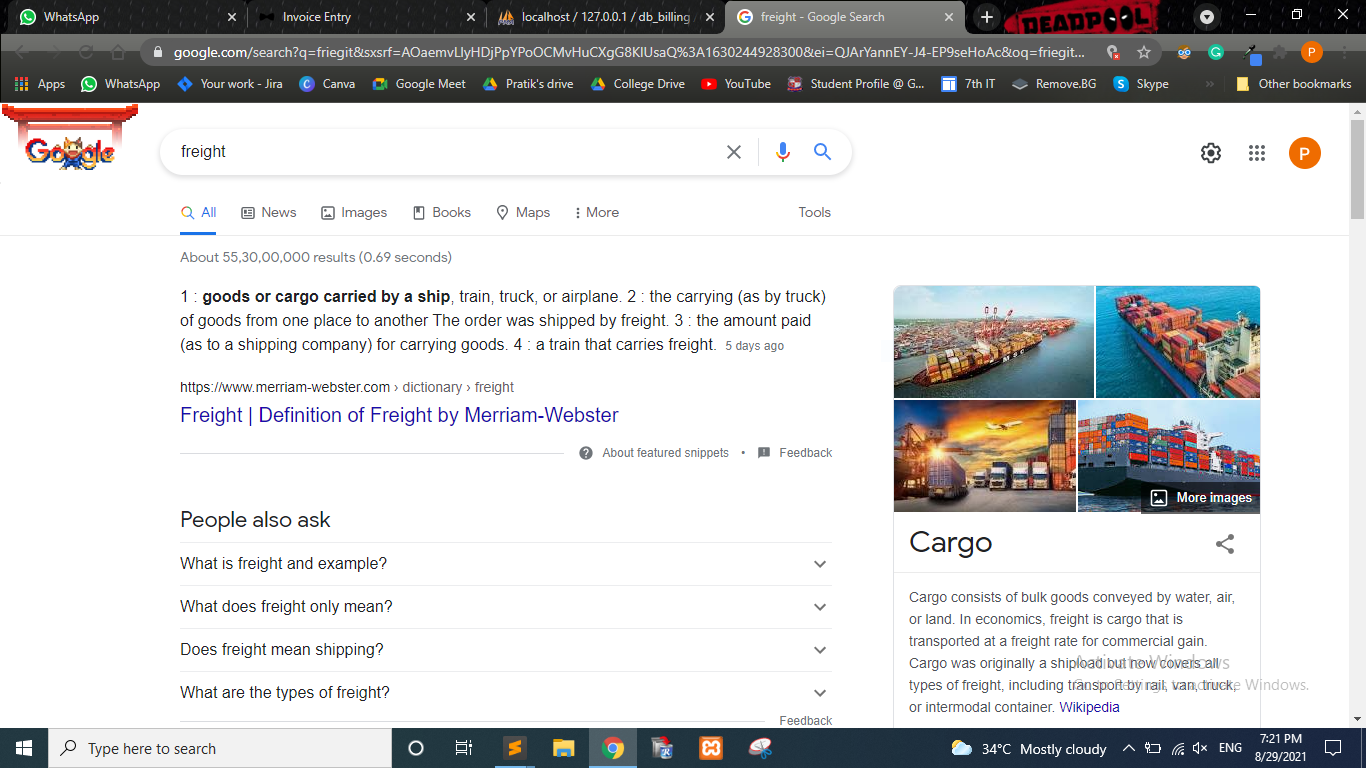 WhatsApp
Invoice Entry
localhost / 127.0.0.1 / db_billing
freight - Google Search
DEADPOOL
google.com/search?q=friegit&sxsrf=AOaemvLlyHDjPpYPoOCMvHuCXgG8KlUsaQ%3A1630244928300&ei=QJArYannEY-J4-EP9seHoAc&oq=friegit...
G
P
Apps
WhatsApp
Your work - Jira
Canva
Google Meet
Pratik's drive
College Drive
YouTube
Student Profile @ G...
7th IT
Remove.BG
Skype
»
Other bookmarks
Google
freight
P
All
News
Images
Books
Maps
More
Tools
About 55,30,00,000 results (0.69 seconds)
1 : goods or cargo carried by a ship, train, truck, or airplane. 2 : the carrying (as by truck)
of goods from one place to another The order was shipped by freight. 3 : the amount paid
(as to a shipping company) for carrying goods. 4 : a train that carries freight. 5 days ago
https://www.merriam-webster.com › dictionary › freight
Freight | Definition of Freight by Merriam-Webster
About featured snippets • Feedback
People also ask
What is freight and example?
What does freight only mean?
Does freight mean shipping?
What are the types of freight?
Feedback
More images
Cargo
Cargo consists of bulk goods conveyed by water, air,
or land. In economics, freight is cargo that is
transported at a freight rate for commercial gain.
Cargo was originally a shipload but now covers all
types of freight, including transport by rail, van, truck,
or intermodal container. Wikipedia
Activate Windows
Go to Settings to activate Windows.
Type here to search
34°C Mostly cloudy
ENG
7:21 PM
8/29/2021